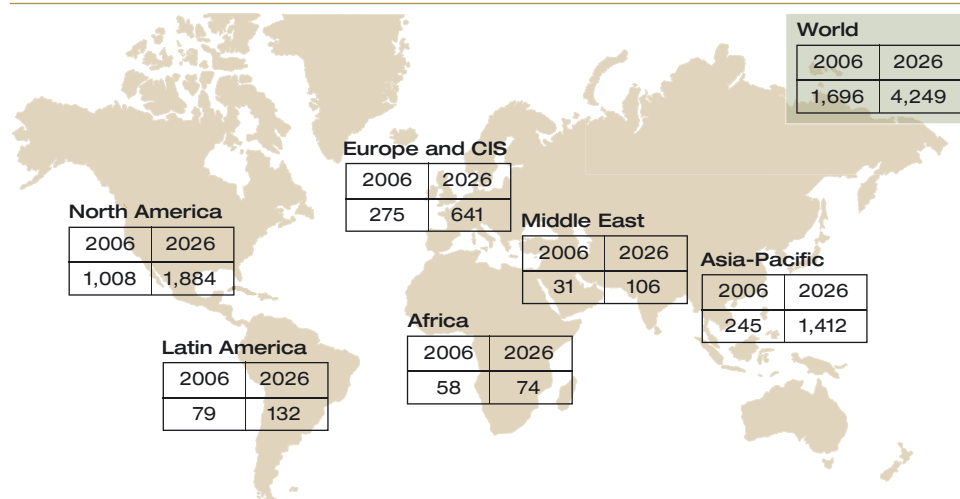 World
2006 2026
1,696 4,249
Europe and CIS
2006 2026
275 641
North America
2006 2026
1,008 1,884
Middle East
2006 2026
31 106
Asia-Pacific
2006 2026
245 1,412
Africa
2006 2026
58 74
Latin America
2006 2026
79 132